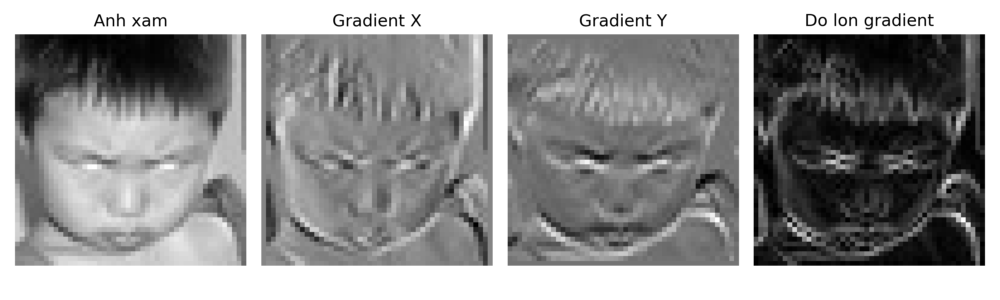 Anh xam
Gradient X
Gradient Y
Do lon gradient